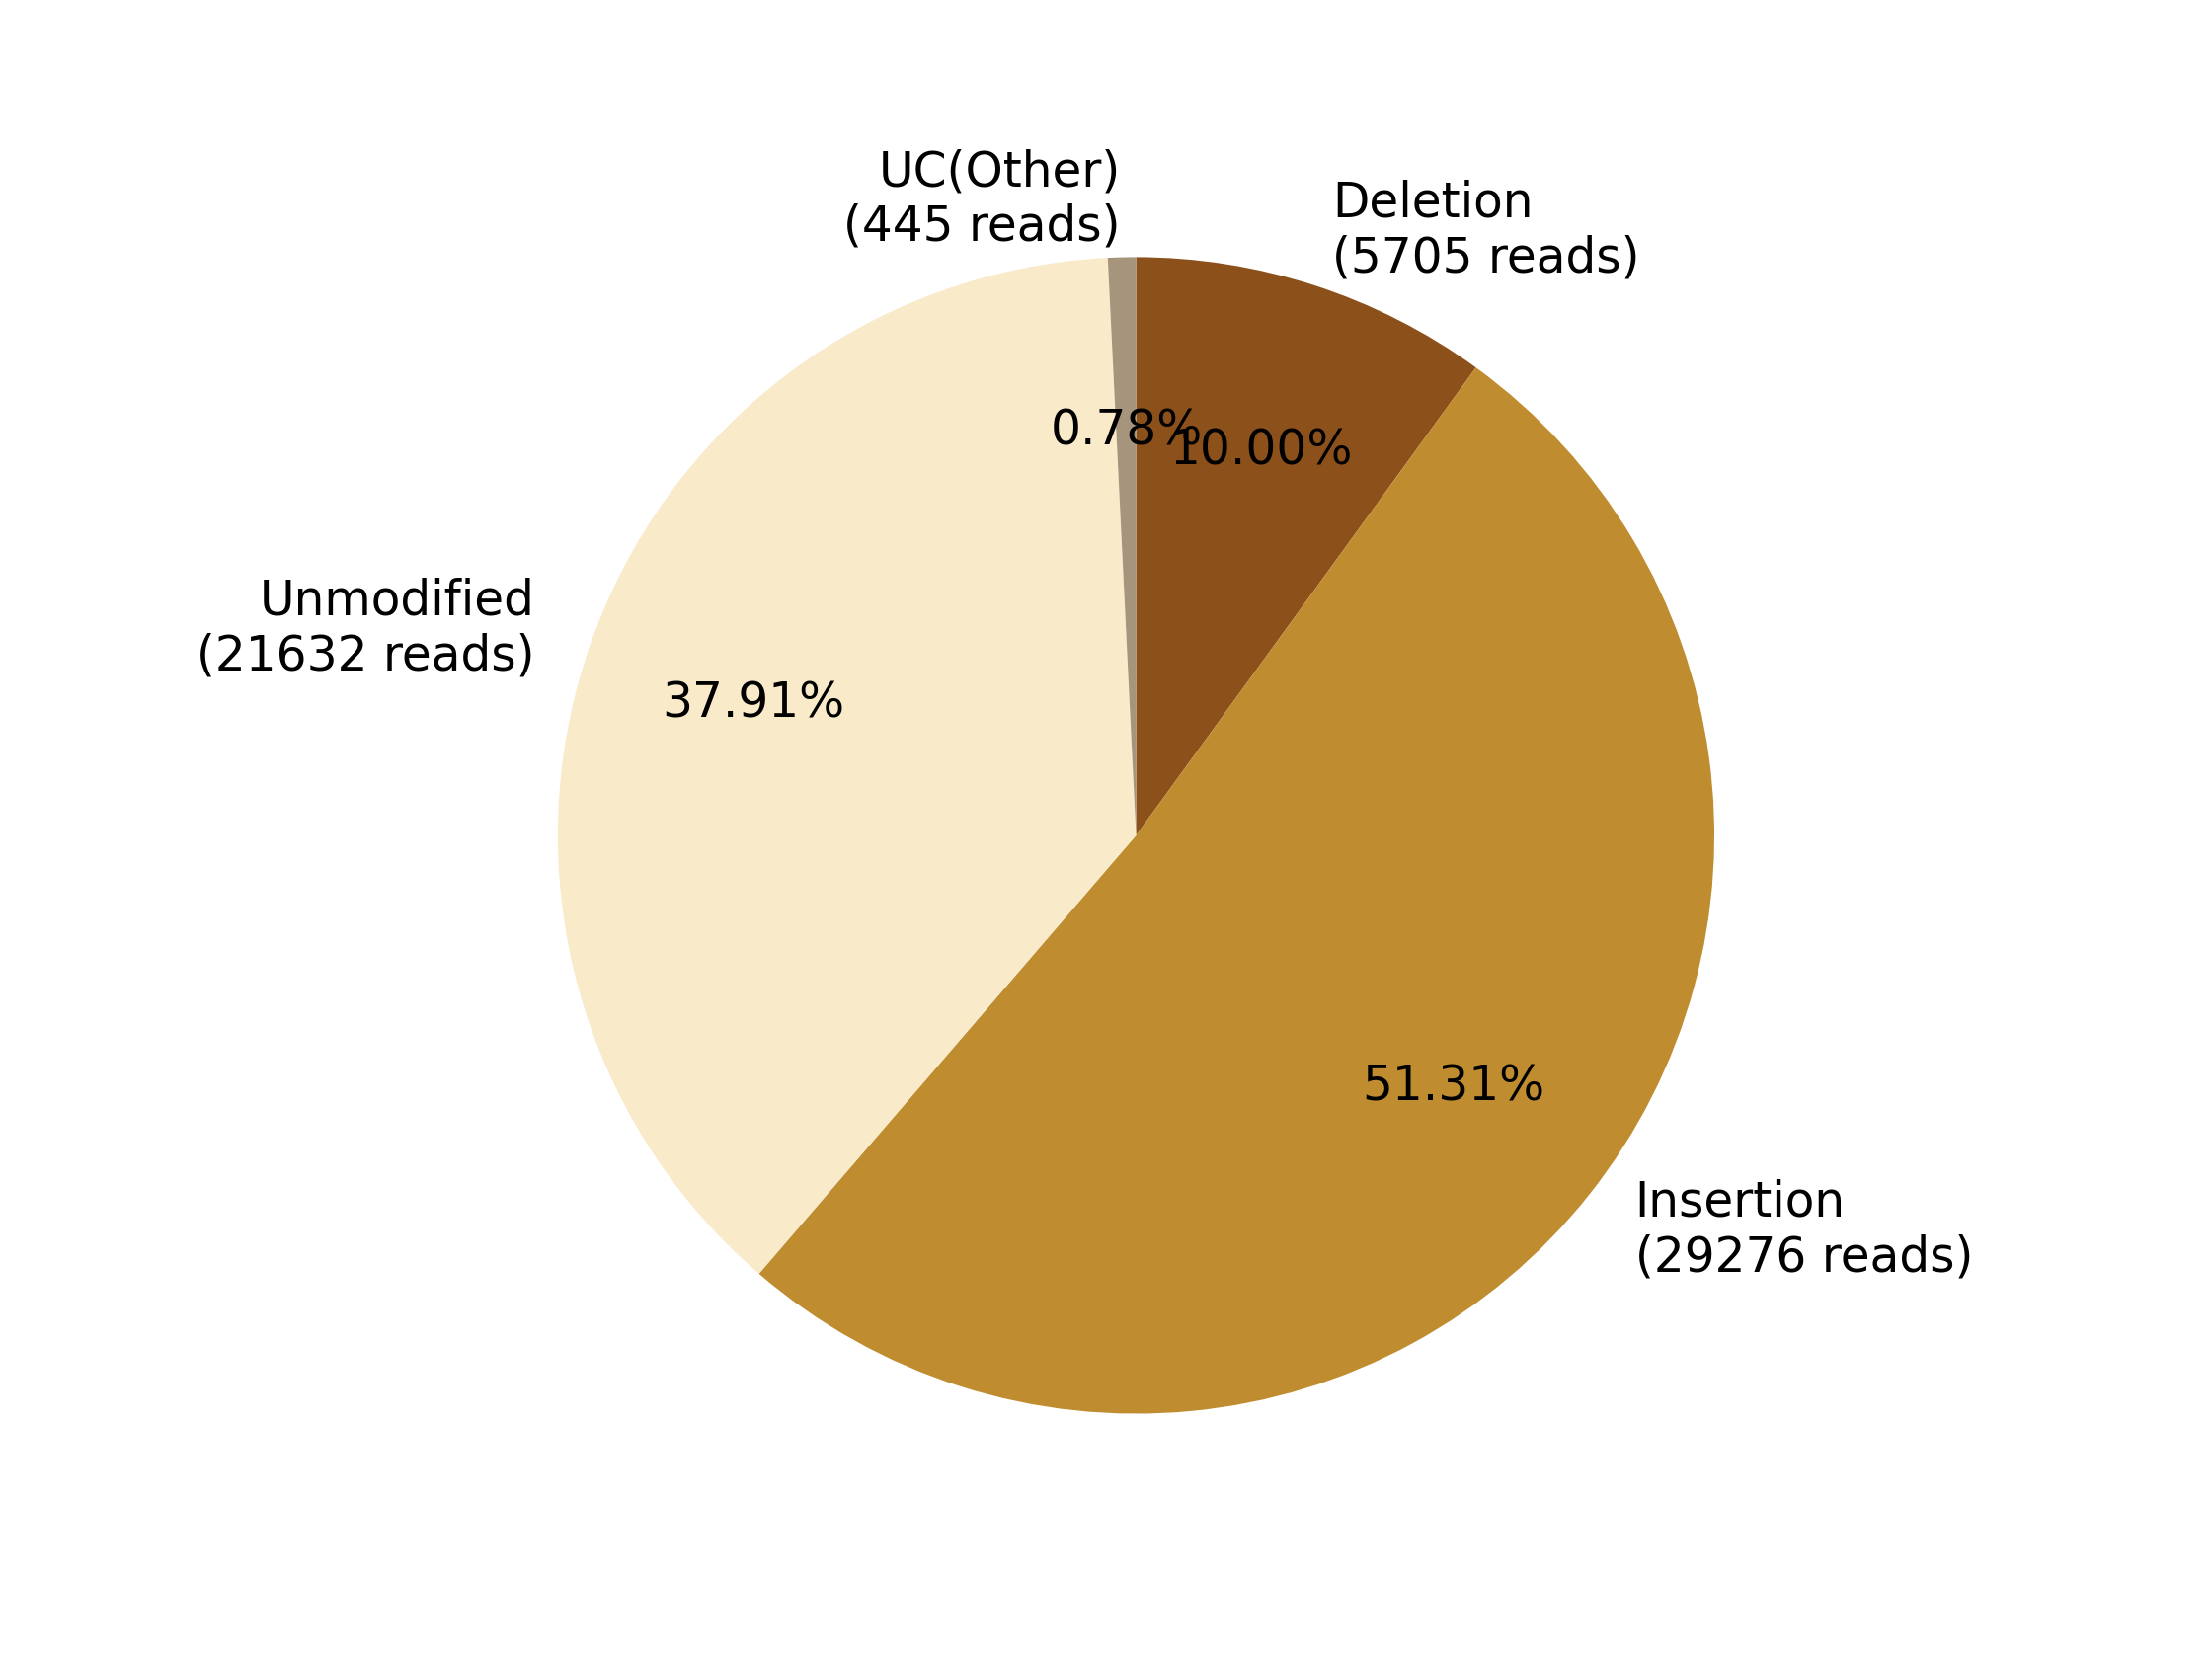 UC(Other)
(445 reads)
Deletion
(5705 reads)
0.78%
10.00%
Unmodified
(21632 reads)
37.91%
51.31%
Insertion
(29276 reads)